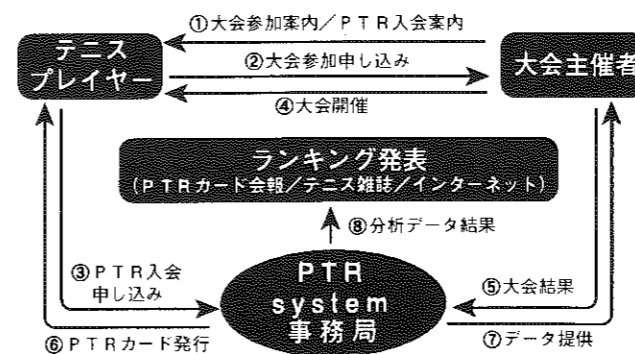 ①大会参加案内／ＰＴＲ入会案内
テニス
プレイヤー
②大会参加申し込み
大会主催者
④大会開催
ランキング発表
（ＰＴＲカード会報／テニス雑誌／インターネット）
⑧分析データ結果
③ＰＴＲ入会
申し込み
ＰＴＲ
system
事務局
⑤大会結果
⑥ＰＴＲカード発行
⑦データ提供